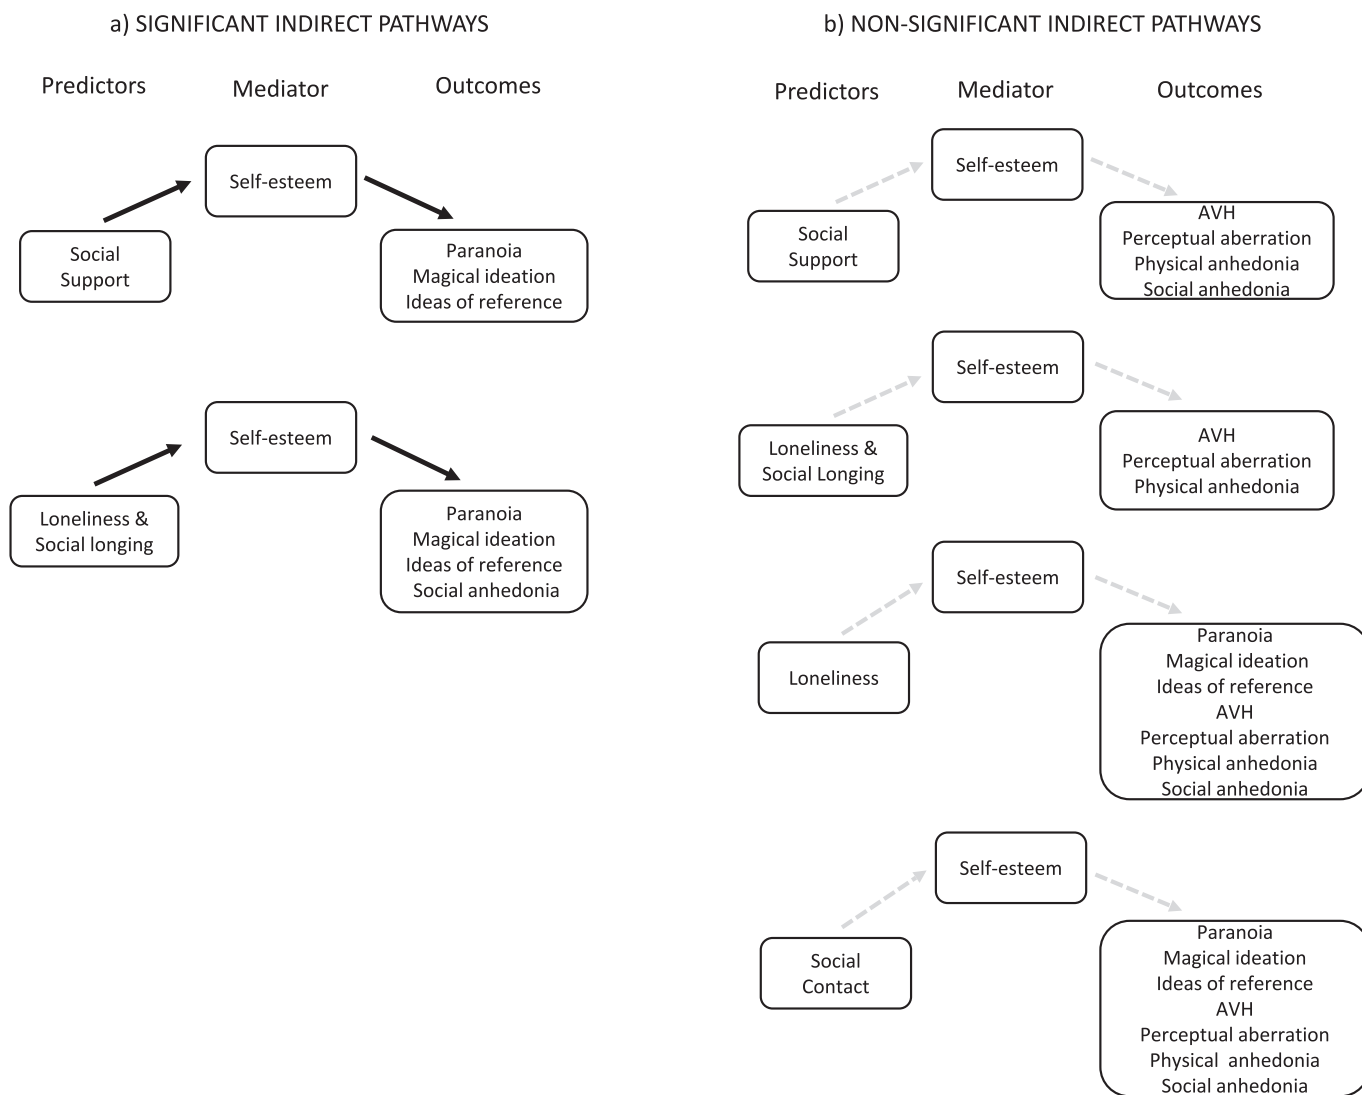 a) SIGNIFICANT INDIRECT PATHWAYS
Predictors
Mediator
Outcomes
Self-esteem
Social
Support
Paranoia
Magical ideation
Ideas of reference
Self-esteem
Loneliness &
Social longing
Paranoia
Magical ideation
Ideas of reference
Social anhedonia
b) NON-SIGNIFICANT INDIRECT PATHWAYS
Predictors
Mediator
Outcomes
Self-esteem
Social
Support
AVH
Perceptual aberration
Physical anhedonia
Social anhedonia
Self-esteem
Loneliness &
Social Longing
AVH
Perceptual aberration
Physical anhedonia
Self-esteem
Loneliness
Paranoia
Magical ideation
Ideas of reference
AVH
Perceptual aberration
Physical anhedonia
Social anhedonia
Self-esteem
Social
Contact
Paranoia
Magical ideation
Ideas of reference
AVH
Perceptual aberration
Physical anhedonia
Social anhedonia